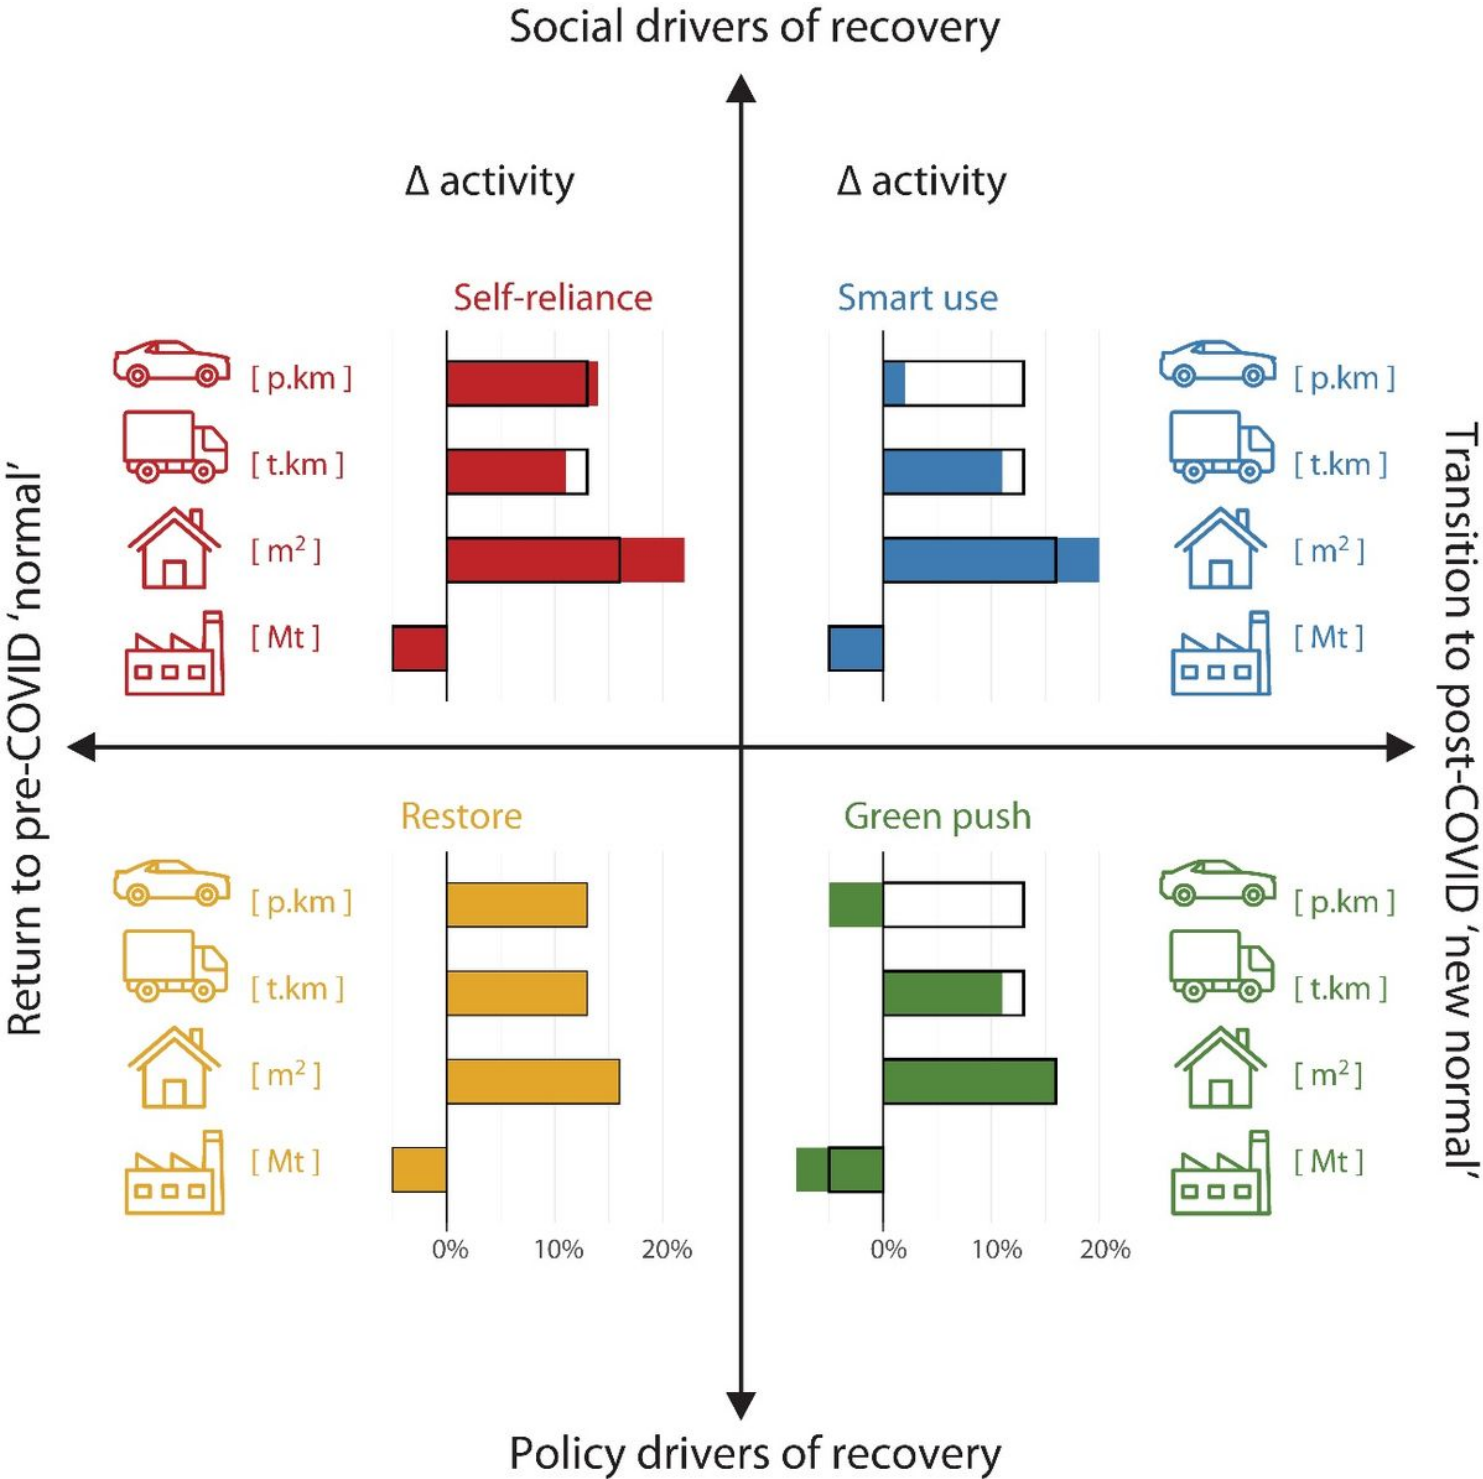 Social drivers of recovery
Δ activity
Δ activity
Self-reliance
[ p.km ]
[ t.km ]
[ m² ]
[ Mt ]
Smart use
[ p.km ]
[ t.km ]
[ m² ]
[ Mt ]
Return to pre-COVID ‘normal’
Transition to post-COVID ‘new normal’
Restore
[ p.km ]
[ t.km ]
[ m² ]
[ Mt ]
0% 10% 20%
Green push
[ p.km ]
[ t.km ]
[ m² ]
[ Mt ]
0% 10% 20%
Policy drivers of recovery